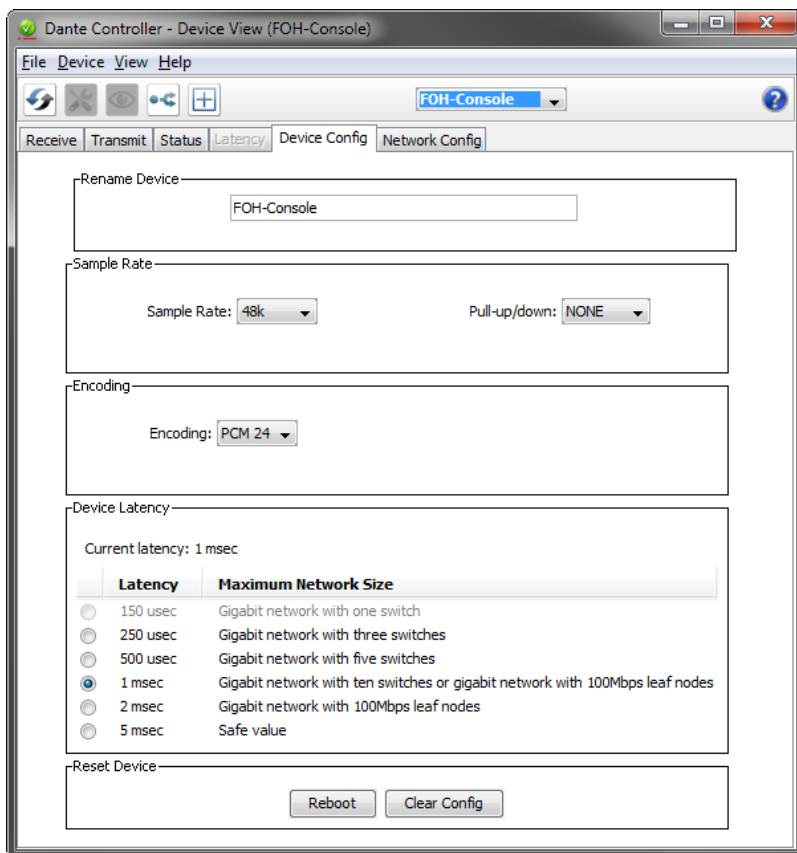 Dante Controller - Device View (FOH-Console)
File Device View Help
FOH-Console
?
Receive Transmit Status Latency Device Config Network Config
Rename Device
FOH-Console
Sample Rate
Sample Rate: 48k Pull-up/down: NONE
Encoding
Encoding: PCM 24
Device Latency
Current latency: 1 msec
Latency Maximum Network Size
150 usec Gigabit network with one switch
250 usec Gigabit network with three switches
500 usec Gigabit network with five switches
1 msec Gigabit network with ten switches or gigabit network with 100Mbps leaf nodes
2 msec Gigabit network with 100Mbps leaf nodes
5 msec Safe value
Reset Device
Reboot Clear Config